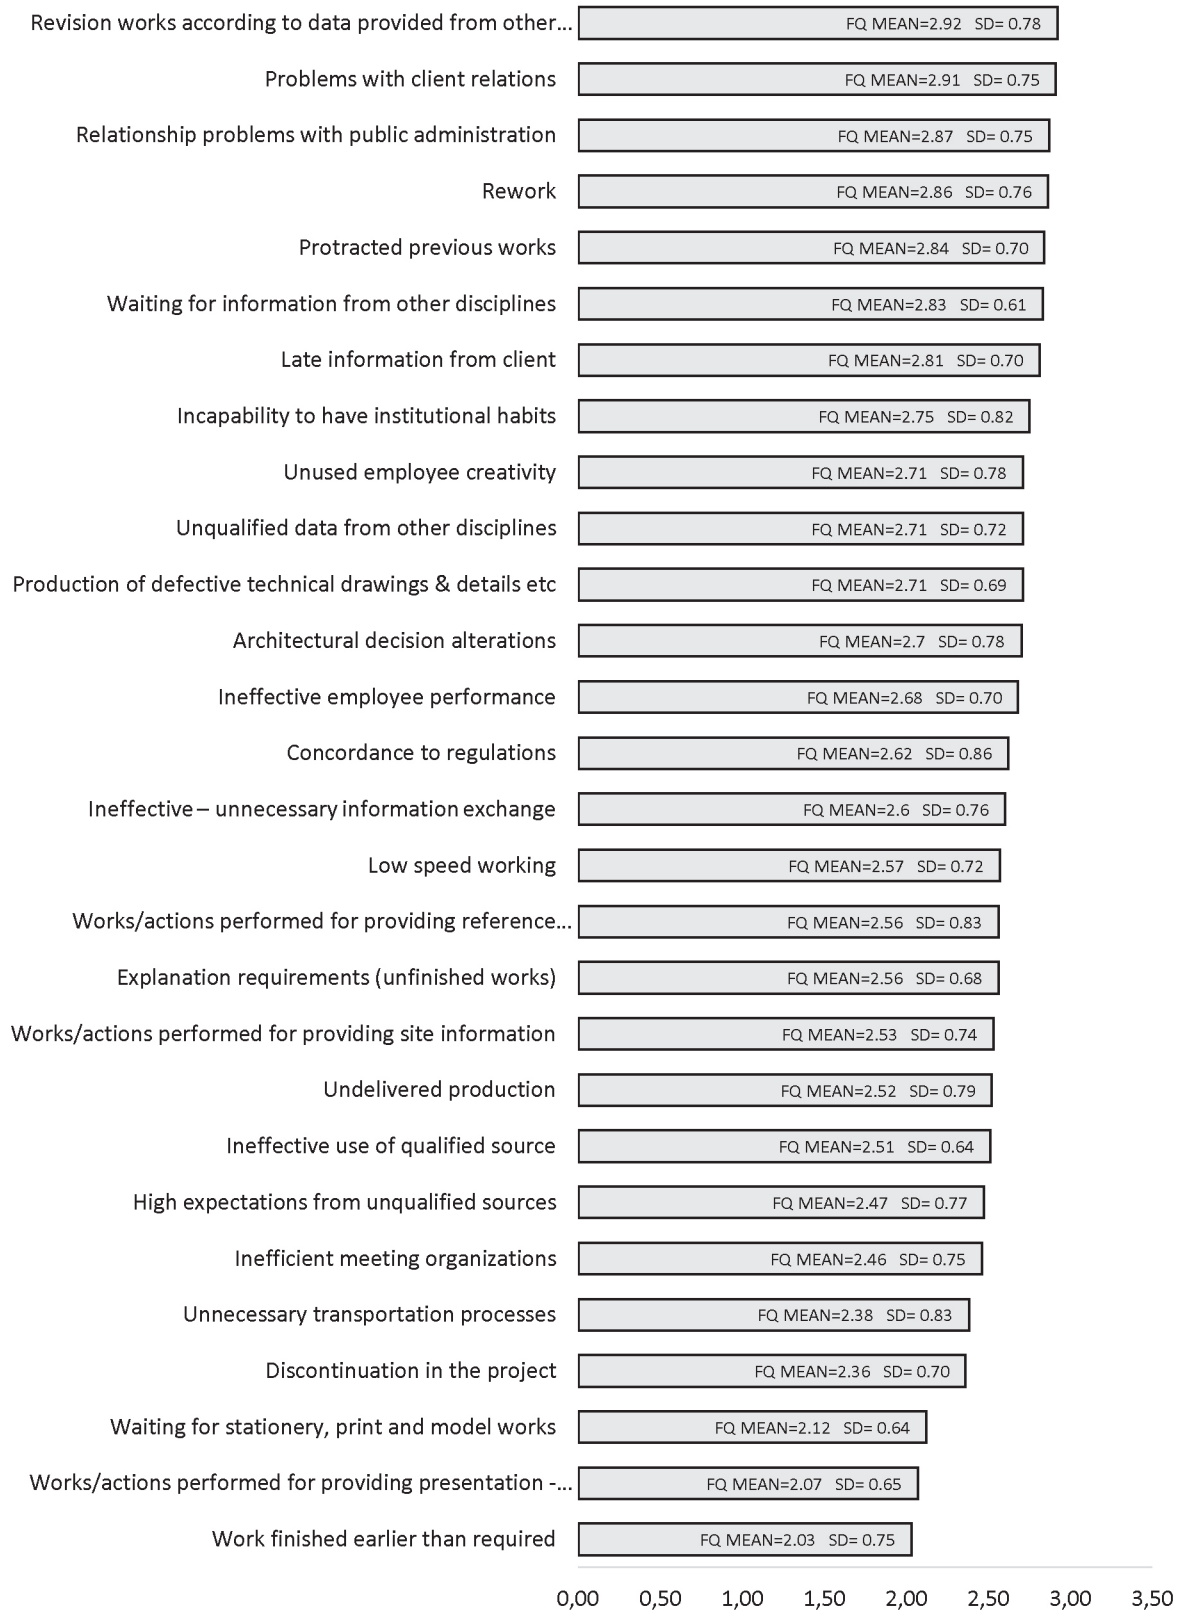 Revision works according to data provided from other... FQ MEAN=2.92 SD= 0.78
Problems with client relations FQ MEAN=2.91 SD= 0.75
Relationship problems with public administration FQ MEAN=2.87 SD= 0.75
Rework FQ MEAN=2.86 SD= 0.76
Protracted previous works FQ MEAN=2.84 SD= 0.70
Waiting for information from other disciplines FQ MEAN=2.83 SD= 0.61
Late information from client FQ MEAN=2.81 SD= 0.70
Incapability to have institutional habits FQ MEAN=2.75 SD= 0.82
Unused employee creativity FQ MEAN=2.71 SD= 0.78
Unqualified data from other disciplines FQ MEAN=2.71 SD= 0.72
Production of defective technical drawings & details etc FQ MEAN=2.71 SD= 0.69
Architectural decision alterations FQ MEAN=2.7 SD= 0.78
Ineffective employee performance FQ MEAN=2.68 SD= 0.70
Concordance to regulations FQ MEAN=2.62 SD= 0.86
Ineffective – unnecessary information exchange FQ MEAN=2.6 SD= 0.76
Low speed working FQ MEAN=2.57 SD= 0.72
Works/actions performed for providing reference... FQ MEAN=2.56 SD= 0.83
Explanation requirements (unfinished works) FQ MEAN=2.56 SD= 0.68
Works/actions performed for providing site information FQ MEAN=2.53 SD= 0.74
Undelivered production FQ MEAN=2.52 SD= 0.79
Ineffective use of qualified source FQ MEAN=2.51 SD= 0.64
High expectations from unqualified sources FQ MEAN=2.47 SD= 0.77
Inefficient meeting organizations FQ MEAN=2.46 SD= 0.75
Unnecessary transportation processes FQ MEAN=2.38 SD= 0.83
Discontinuation in the project FQ MEAN=2.36 SD= 0.70
Waiting for stationery, print and model works FQ MEAN=2.12 SD= 0.64
Works/actions performed for providing presentation -... FQ MEAN=2.07 SD= 0.65
Work finished earlier than required FQ MEAN=2.03 SD= 0.75
0,00 0,50 1,00 1,50 2,00 2,50 3,00 3,50